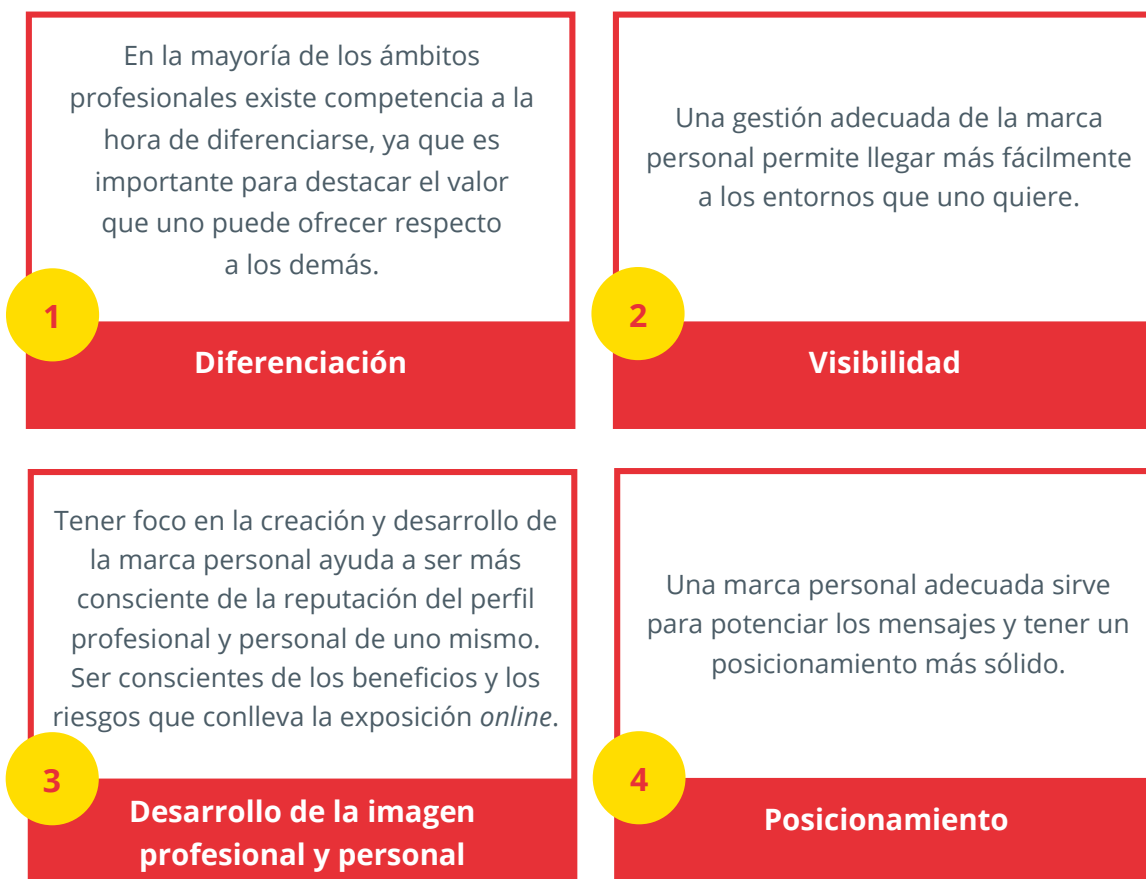 En la mayoría de los ámbitos
profesionales existe competencia a la
hora de diferenciarse, ya que es
importante para destacar el valor
que uno puede ofrecer respecto
a los demás.
1
Diferenciación
Una gestión adecuada de la marca
personal permite llegar más fácilmente
a los entornos que uno quiere.
2
Visibilidad
Tener foco en la creación y desarrollo de
la marca personal ayuda a ser más
consciente de la reputación del perfil
profesional y personal de uno mismo.
Ser conscientes de los beneficios y los
riesgos que conlleva la exposición online.
3
Desarrollo de la imagen
profesional y personal
Una marca personal adecuada sirve
para potenciar los mensajes y tener un
posicionamiento más sólido.
4
Posicionamiento